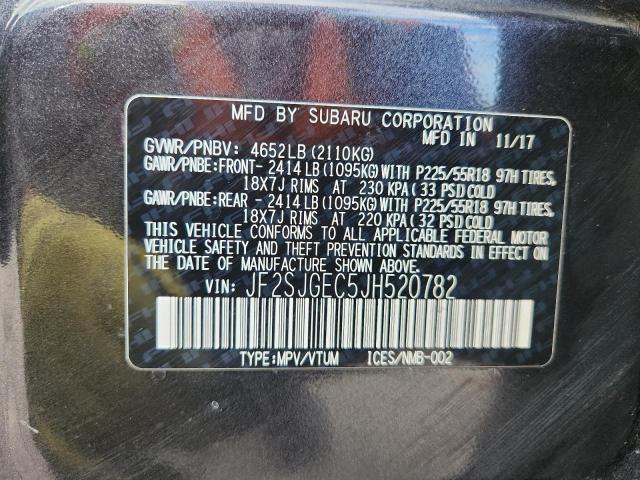 MFD BY SUBARU CORPORATION
MFD IN 11/17
GVWR/PNBV: 4652LB(2110KG)
GAWR/PNBE:FRONT- 2414LB(1095KG)WITH P225/55R18 97H TIRES,
18X7J RIMS AT 230 KPA(33 PSI)COLD
GAWR/PNBE:REAR - 2414LB(1095KG)WITH P225/55R18 97H TIRES,
18X7J RIMS AT 220 KPA(32 PSI)COLD
THIS VEHICLE CONFORMS TO ALL APPLICABLE FEDERAL MOTOR
VEHICLE SAFETY AND THEFT PREVENTION STANDARDS IN EFFECT ON
THE DATE OF MANUFACTURE SHOWN ABOVE.
VIN: JF2SJGEC5JH520782
TYPE:MPV/VTUM ICES/NMB-002